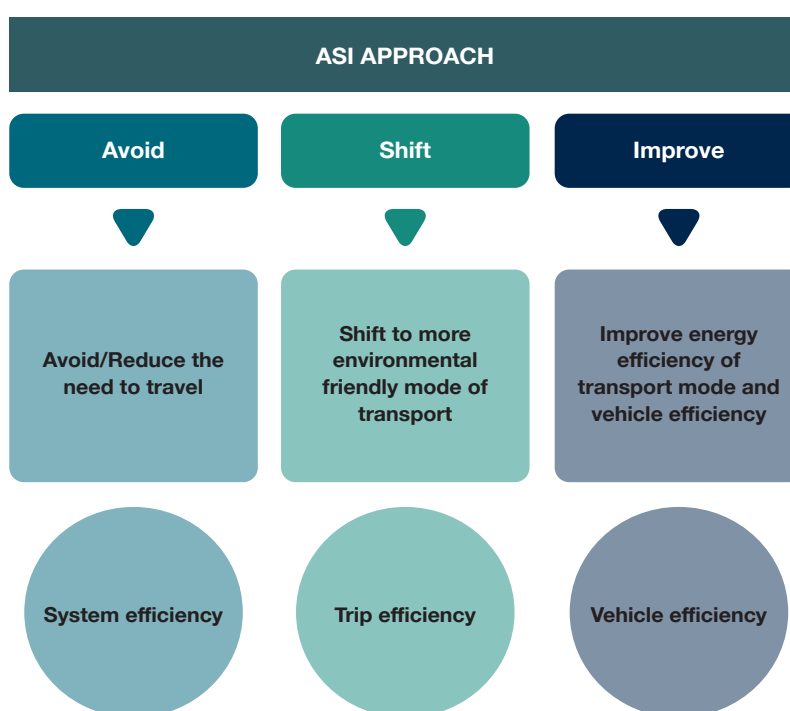 ASI APPROACH
Avoid
Shift
Improve
Avoid/Reduce the
need to travel
Shift to more
environmental
friendly mode of
transport
Improve energy
efficiency of
transport mode and
vehicle efficiency
System efficiency
Trip efficiency
Vehicle efficiency